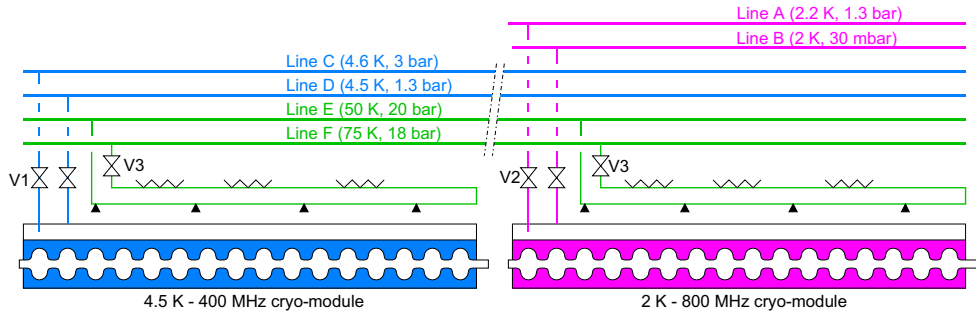 Line A (2.2 K, 1.3 bar)
Line B (2 K, 30 mbar)
Line C (4.6 K, 3 bar)
Line D (4.5 K, 1.3 bar)
Line E (50 K, 20 bar)
Line F (75 K, 18 bar)
V3
V3
V1
V2
4.5 K - 400 MHz cryo-module
2 K - 800 MHz cryo-module